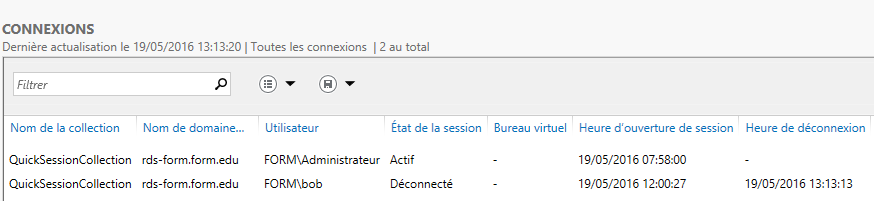 CONNEXIONS
Dernière actualisation le 19/05/2016 13:13:20 | Toutes les connexions | 2 au total
Filtrer
Nom de la collection Nom de domaine... Utilisateur État de la session Bureau virtuel Heure d'ouverture de session Heure de déconnexion
QuickSessionCollection rds-form.form.edu FORM\Administrateur Actif - 19/05/2016 07:58:00 -
QuickSessionCollection rds-form.form.edu FORM\bob Déconnecté - 19/05/2016 12:00:27 19/05/2016 13:13:13